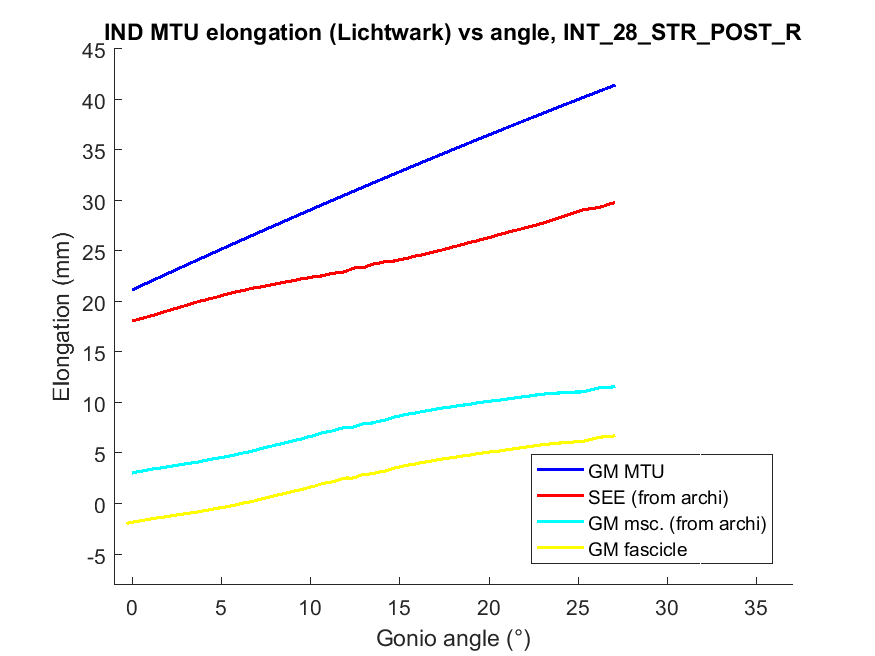 IND MTU elongation (Lichtwark) vs angle, INT_28_STR_POST_R
45
40
35
30
25
20
15
10
5
0
-5
Elongation (mm)
GM MTU
SEE (from archi)
GM msc. (from archi)
GM fascicle
0 5 10 15 20 25 30 35
Gonio angle (°)